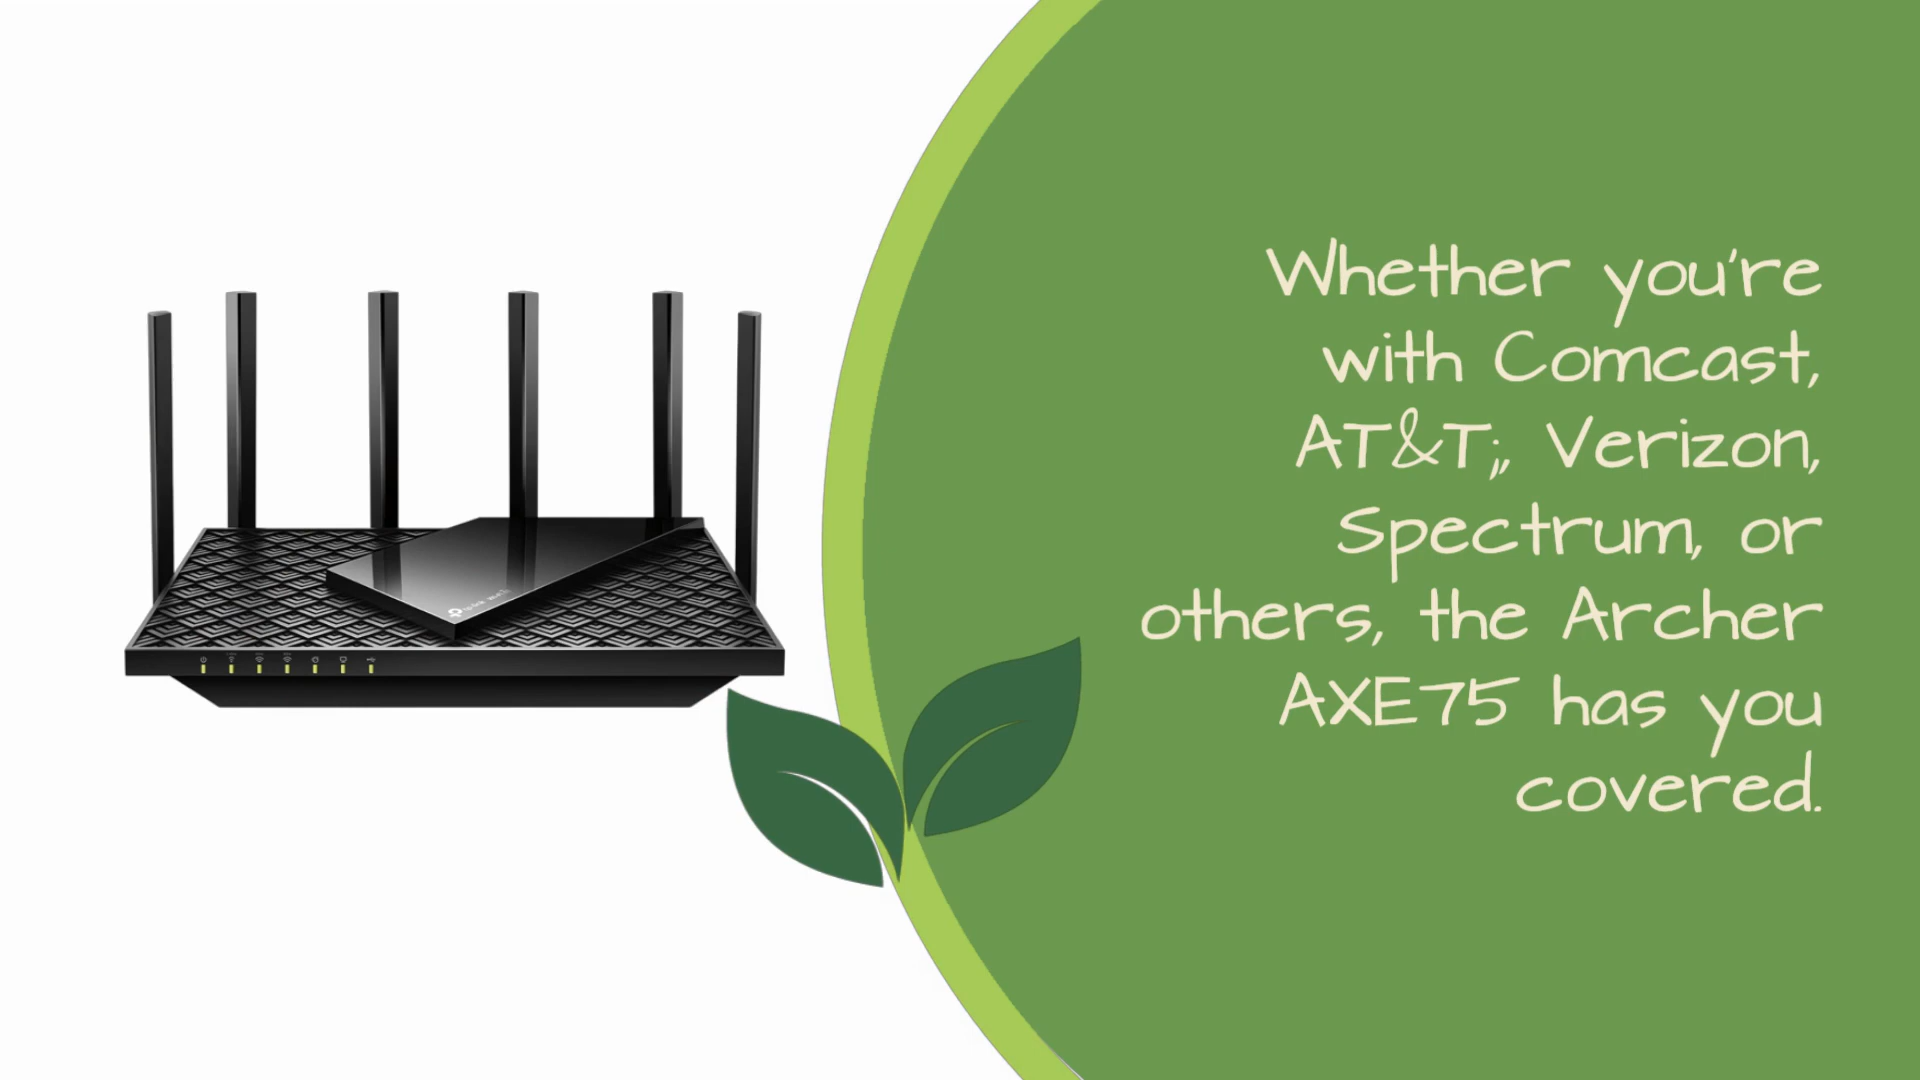 Whether you're
with Comcast,
AT&T;, Verizon,
Spectrum, or
others, the Archer
AXE75 has you
covered.